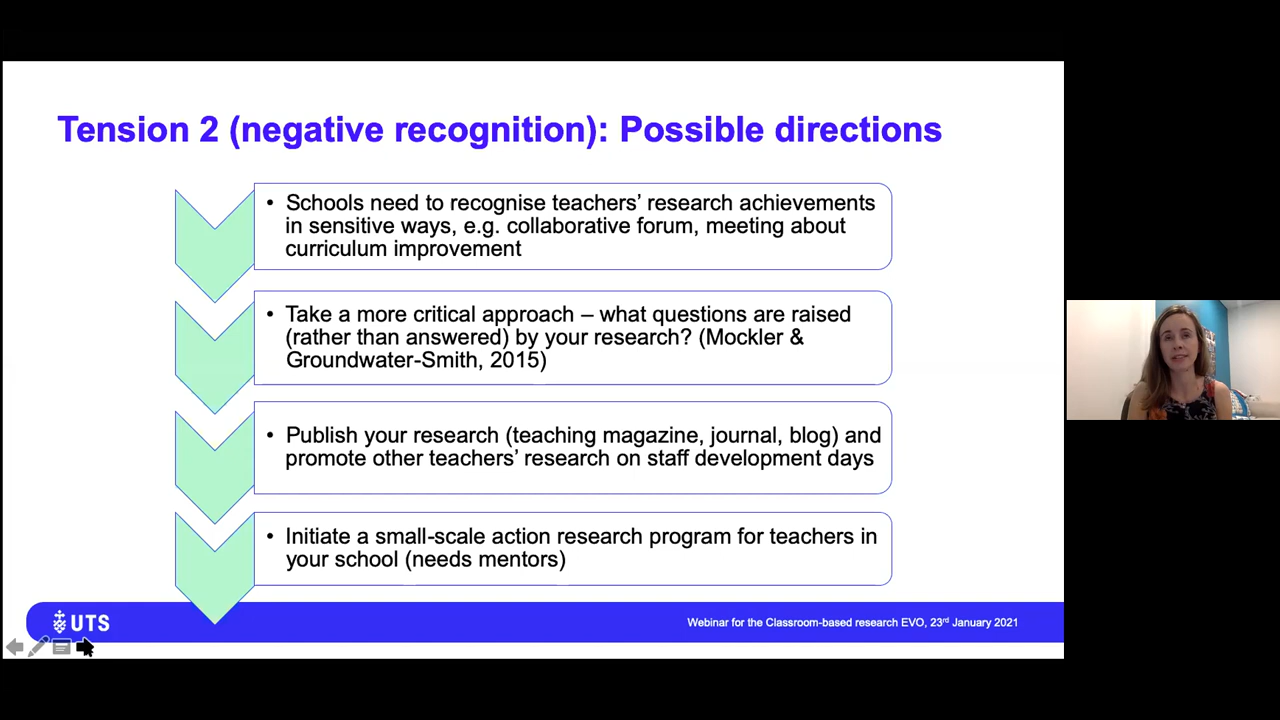 Tension 2 (negative recognition): Possible directions
• Schools need to recognise teachers’ research achievements
in sensitive ways, e.g. collaborative forum, meeting about
curriculum improvement
• Take a more critical approach – what questions are raised
(rather than answered) by your research? (Mockler &
Groundwater-Smith, 2015)
• Publish your research (teaching magazine, journal, blog) and
promote other teachers’ research on staff development days
• Initiate a small-scale action research program for teachers in
your school (needs mentors)
UTS
Webinar for the Classroom-based research EVO, 23rd January 2021